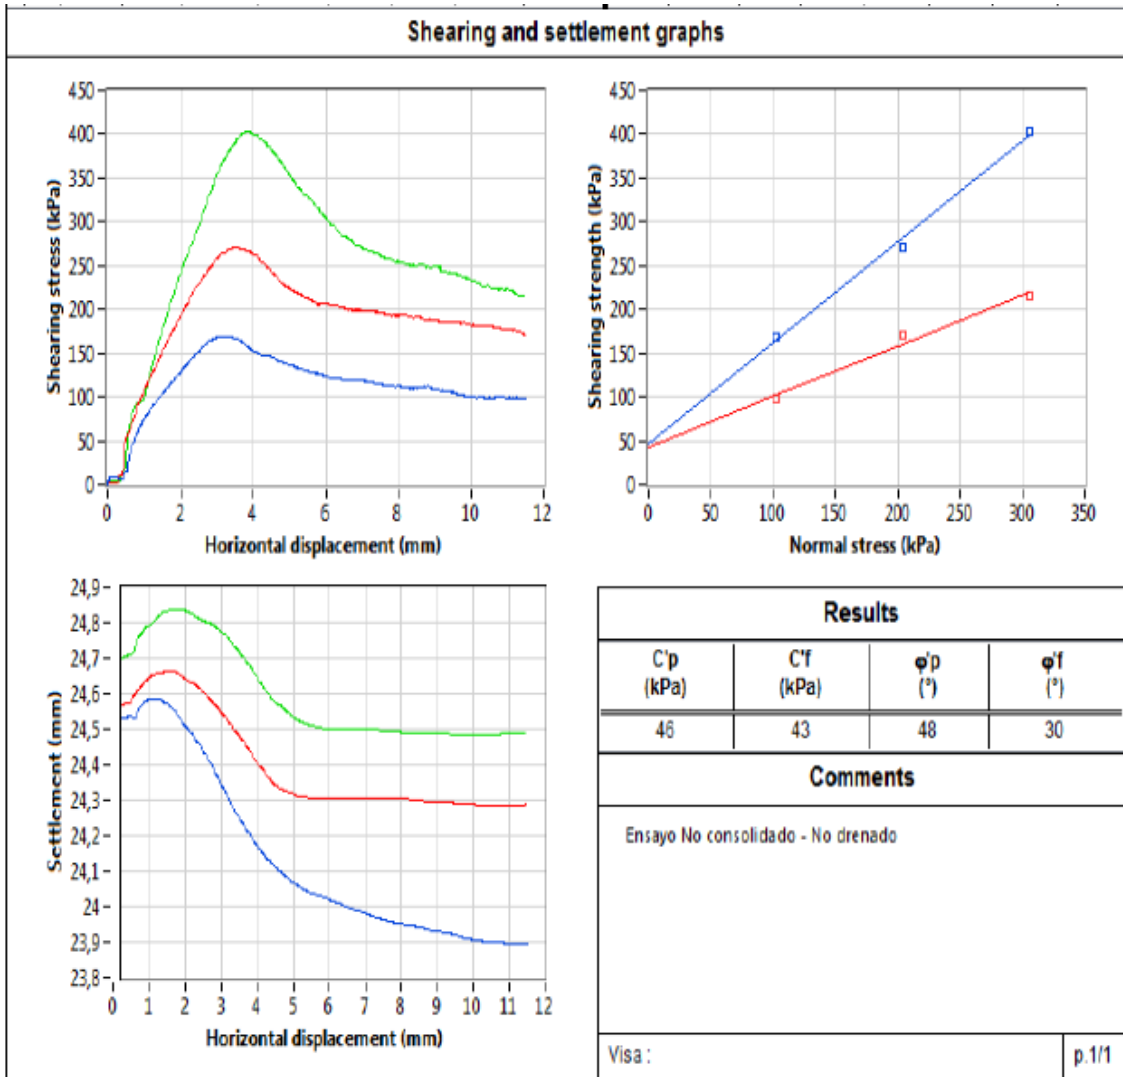 Shearing and settlement graphs
Shearing stress (kPa)
450
400
350
300
250
200
150
100
50
0
0 2 4 6 8 10 12
Horizontal displacement (mm)
Shearing strength (kPa)
450
400
350
300
250
200
150
100
50
0
0 50 100 150 200 250 300 350
Normal stress (kPa)
Settlement (mm)
24,9
24,8
24,7
24,6
24,5
24,4
24,3
24,2
24,1
24
23,9
23,8
0 1 2 3 4 5 6 7 8 9 10 11 12
Horizontal displacement (mm)
Results
C'p (kPa) C'f (kPa) φ'p (°) φ'f (°)
46 43 48 30
Comments
Ensayo No consolidado - No drenado
Visa : p.1/1